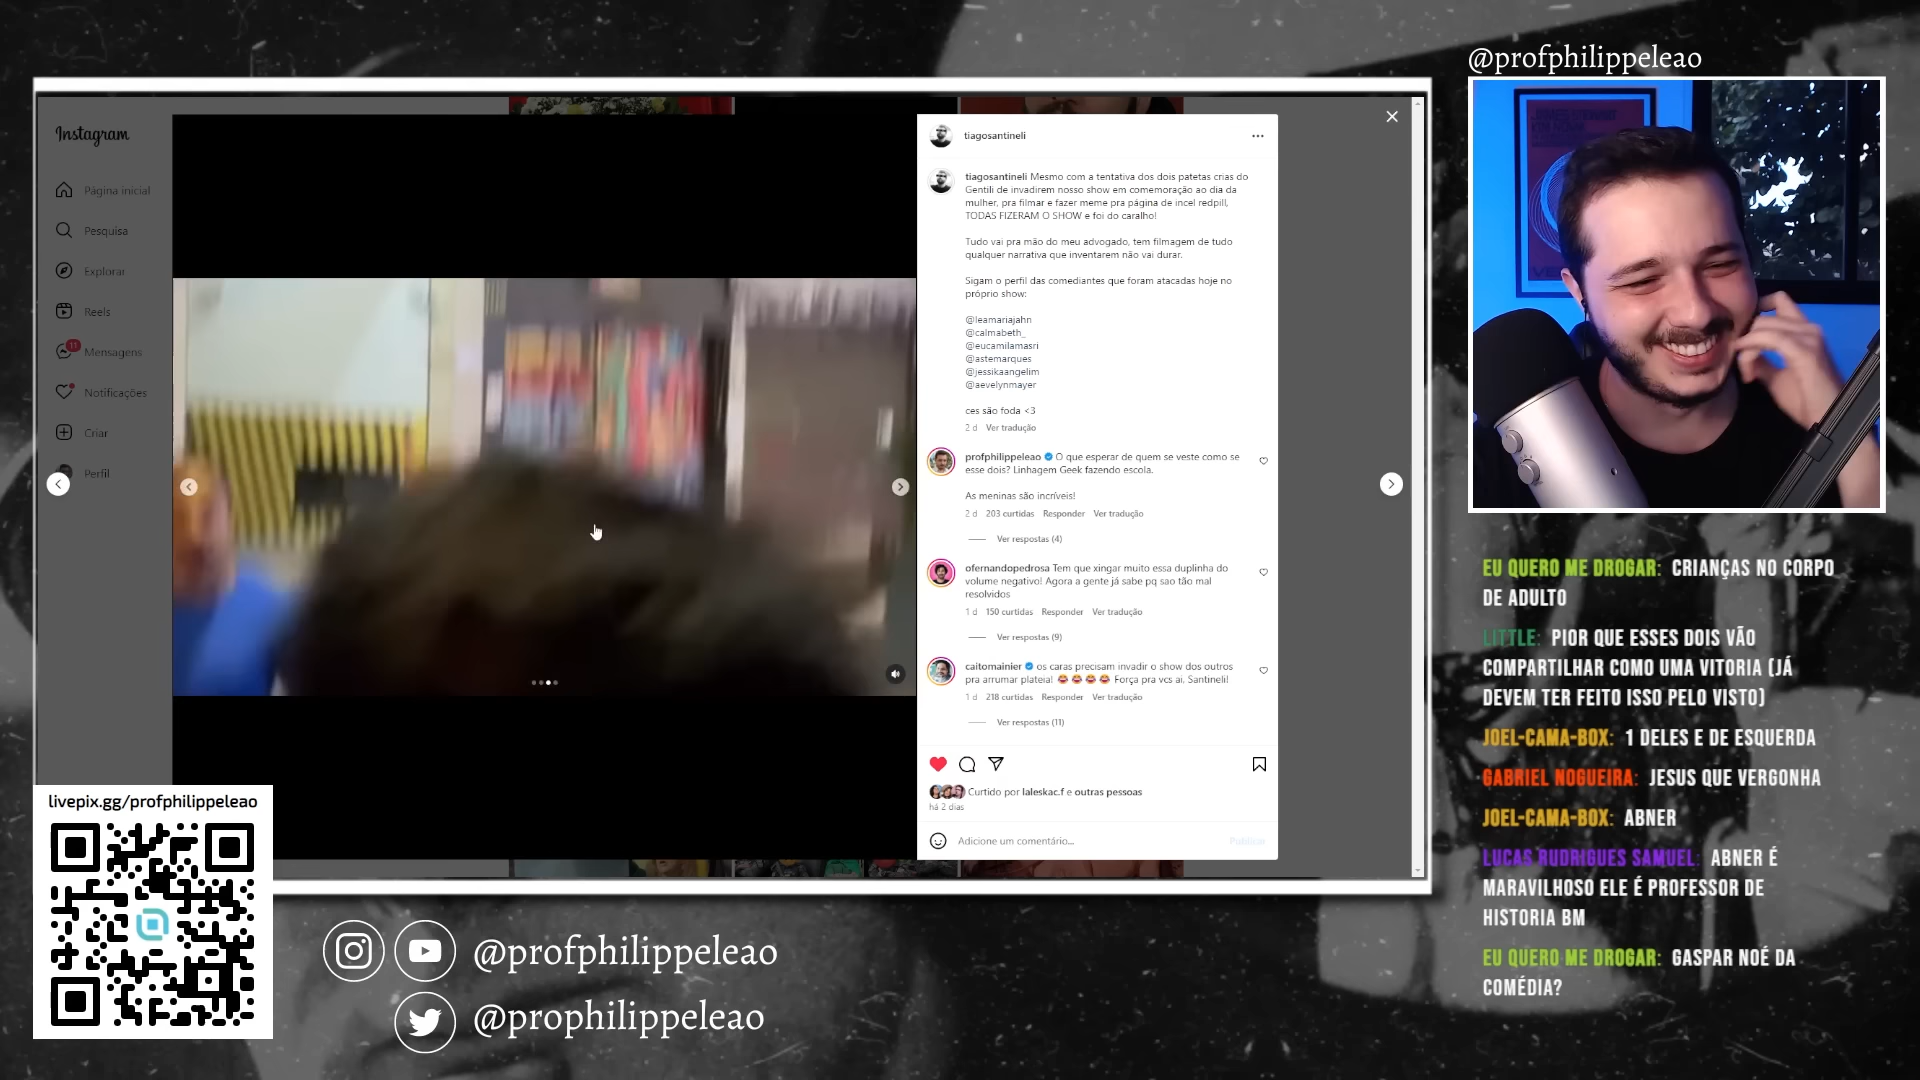 @profphilippeleao
Instagram
Página inicial
Pesquisa
Explorar
Reels
11
Mensagens
Notificações
Criar
Perfil
tiagosantineli
tiagosantineli Mesmo com a tentativa dos dois patetas crias do
Gentili de invadirem nosso show em comemoração ao dia da
mulher, pra filmar e fazer meme pra página de incel redpill,
TODAS FIZERAM O SHOW e foi do caralho!
Tudo vai pra mão do meu advogado, tem filmagem de tudo
qualquer narrativa que inventarem não vai durar.
Sigam o perfil das comediantes que foram atacadas hoje no
próprio show:
@leamariajahn
@calmabeth_
@eucamilamasri
@astemarques
@jessikaangelim
@aevelynmayer
ces são foda <3
2 d Ver tradução
profphilippeleao O que esperar de quem se veste como se
esse dois? Linhagem Geek fazendo escola.
As meninas são incríveis!
2 d 203 curtidas Responder Ver tradução
Ver respostas (4)
ofernandopedrosa Tem que xingar muito essa duplinha do
volume negativo! Agora a gente já sabe pq sao tão mal
resolvidos
1 d 150 curtidas Responder Ver tradução
Ver respostas (9)
caitomainier os caras precisam invadir o show dos outros
pra arrumar plateia! 😂😂😂😂 Força pra vcs ai, Santineli!
1 d 218 curtidas Responder Ver tradução
Ver respostas (11)
Curtido por laleskac.f e outras pessoas
há 2 dias
Adicione um comentário...
Publicar
EU QUERO ME DROGAR: CRIANÇAS NO CORPO
DE ADULTO
LITTLE: PIOR QUE ESSES DOIS VÃO
COMPARTILHAR COMO UMA VITORIA (JÁ
DEVEM TER FEITO ISSO PELO VISTO)
JOEL-CAMA-BOX: 1 DELES E DE ESQUERDA
GABRIEL NOGUEIRA: JESUS QUE VERGONHA
JOEL-CAMA-BOX: ABNER
LUCAS RUDRIGUES SAMUEL: ABNER É
MARAVILHOSO ELE É PROFESSOR DE
HISTORIA BM
EU QUERO ME DROGAR: GASPAR NOÉ DA
COMÉDIA?
livepix.gg/profphilippeleao
@profphilippeleao
@prophilippeleao